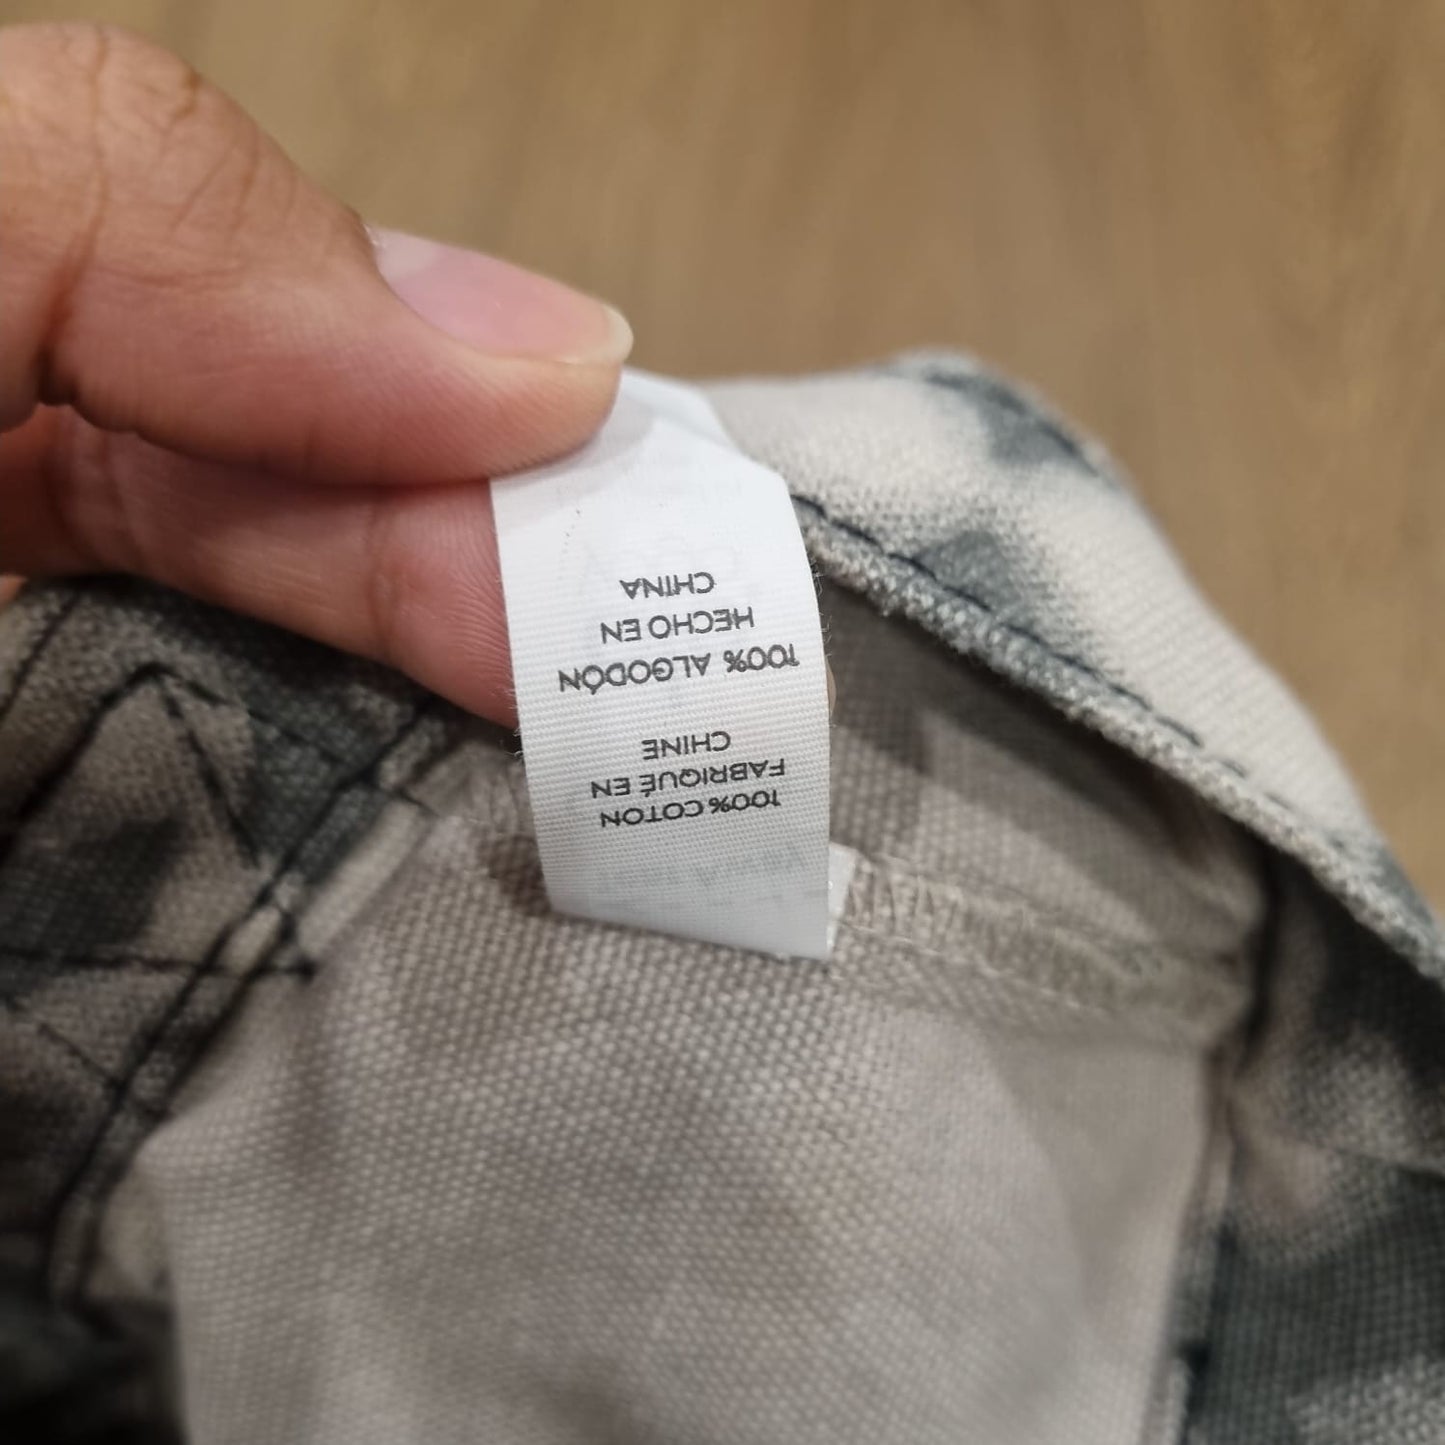 100% COTON
FABRIQUÉ EN
CHINE
100% ALGODÓN
HECHO EN
CHINA